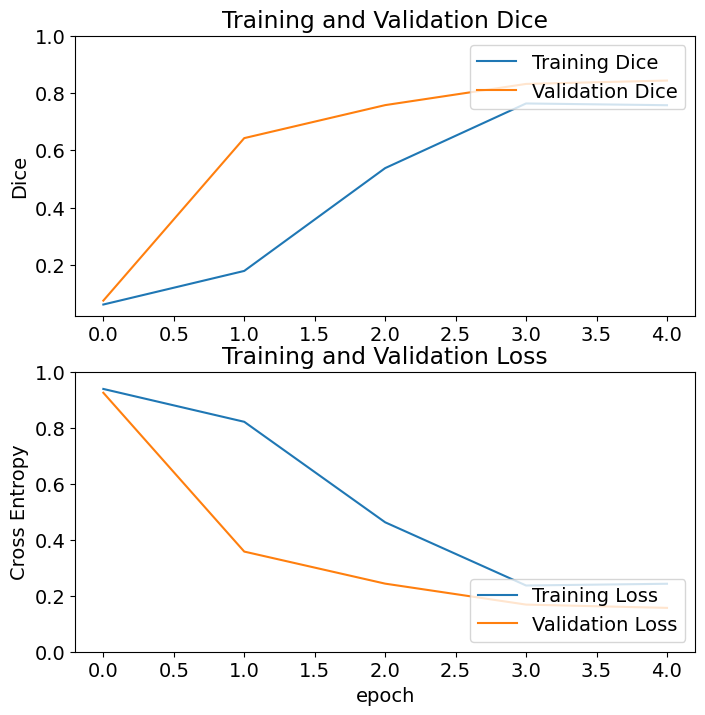 Training and Validation Dice
1.0
0.8
0.6
0.4
0.2
Dice
Training Dice
Validation Dice
0.0 0.5 1.0 1.5 2.0 2.5 3.0 3.5 4.0
Training and Validation Loss
1.0
0.8
0.6
0.4
0.2
0.0
Cross Entropy
Training Loss
Validation Loss
0.0 0.5 1.0 1.5 2.0 2.5 3.0 3.5 4.0
epoch